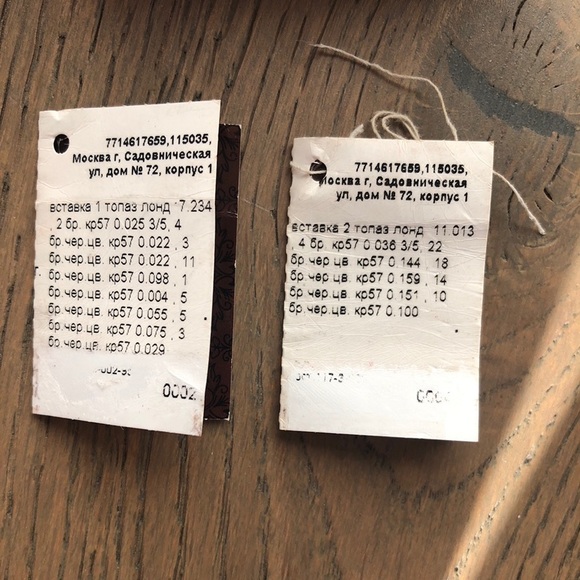 7714617659,115035,
Москва г, Садовническая
ул, дом № 72, корпус 1
вставка 1 топаз лонд 17.234
, 2 бр. кр57 0.025 3/5, 4
бр.чер.цв. кр57 0.022 , 3
бр.чер.цв. кр57 0.022 , 11
бр.чер.цв. кр57 0.098 , 1
бр.чер.цв. кр57 0.004 , 5
бр.чер.цв. кр57 0.055 , 5
бр.чер.цв. кр57 0.075 , 3
бр.чер.цв. кр57 0.029
0002
7714617659,115035,
Москва г, Садовническая
ул, дом № 72, корпус 1
вставка 2 топаз лонд 11.013
, 4 бр. кр57 0.036 3/5, 22
бр.чер.цв. кр57 0.144 , 18
бр.чер.цв. кр57 0.159 , 14
бр.чер.цв. кр57 0.151 , 10
бр.чер.цв. кр57 0.100